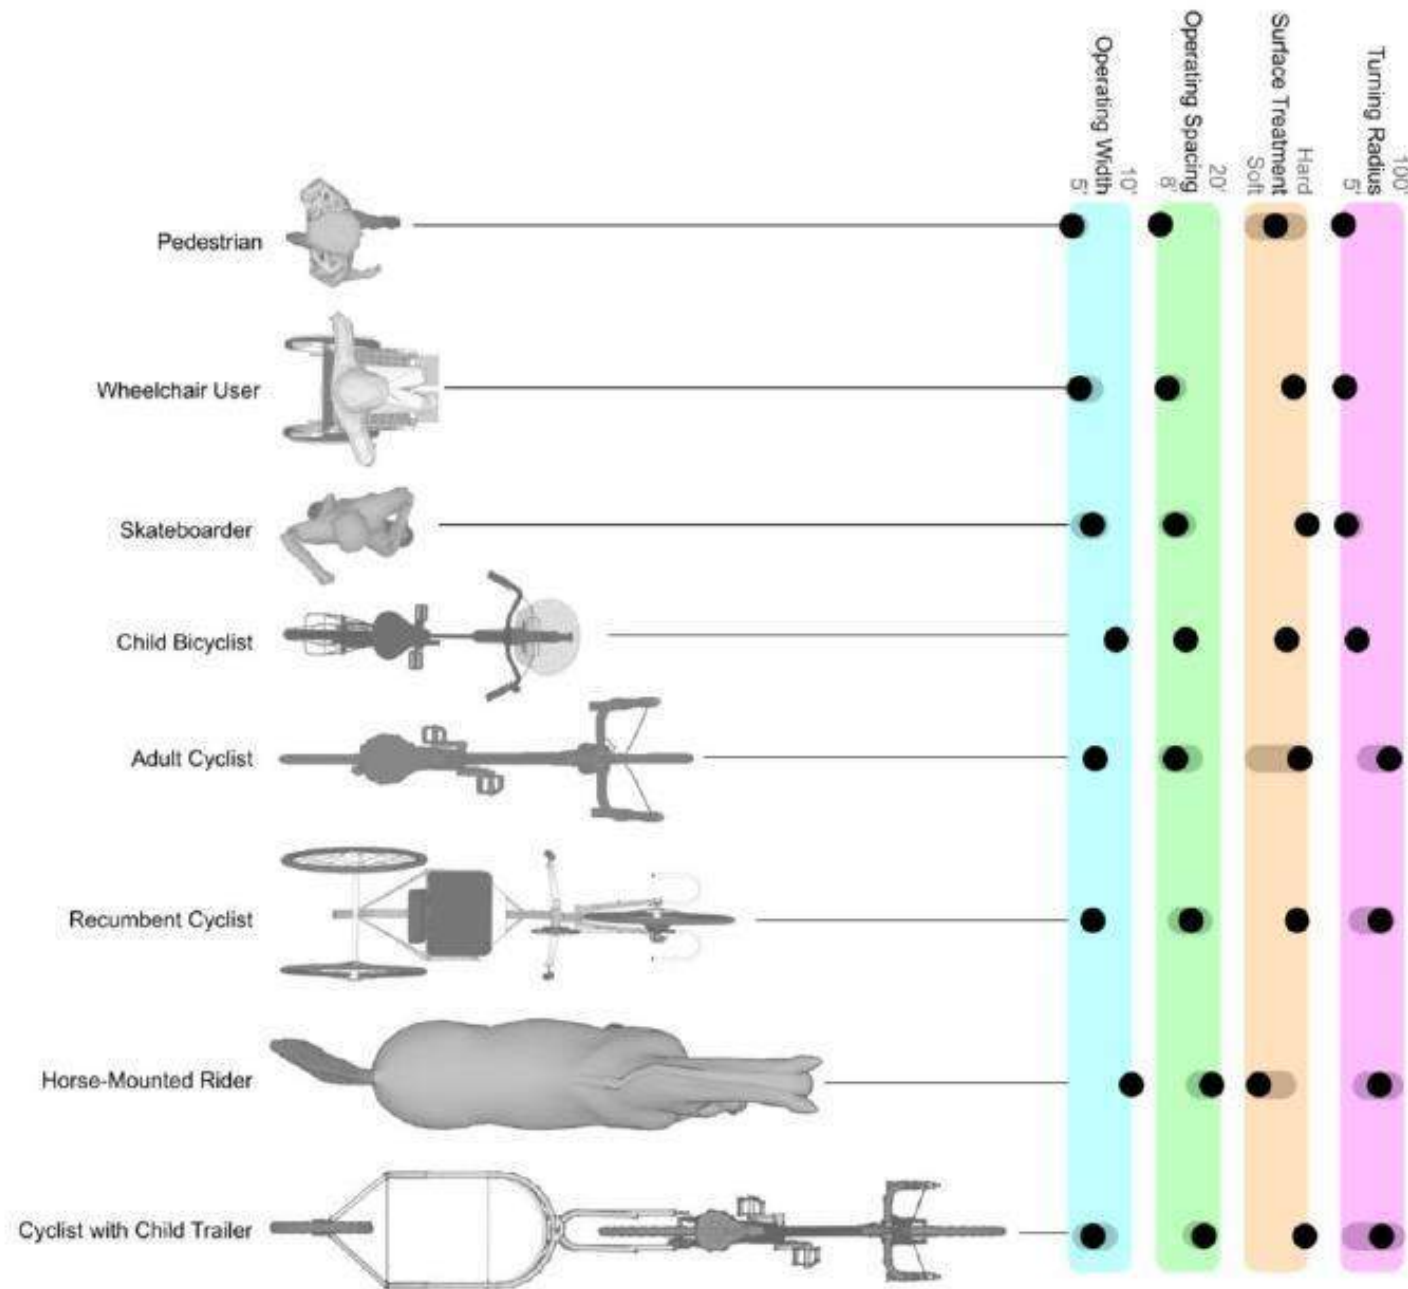 Operating Width
5' 10'
Operating Spacing
8' 20'
Surface Treatment
Soft Hard
Turning Radius
5' 100'
Pedestrian
Wheelchair User
Skateboarder
Child Bicyclist
Adult Cyclist
Recumbent Cyclist
Horse-Mounted Rider
Cyclist with Child Trailer